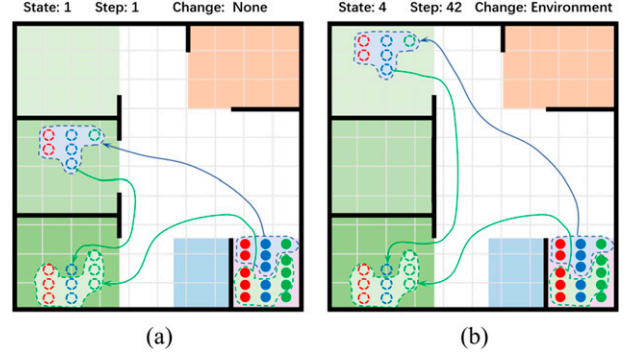 State: 1 Step: 1 Change: None
State: 4 Step: 42 Change: Environment
(a)
(b)